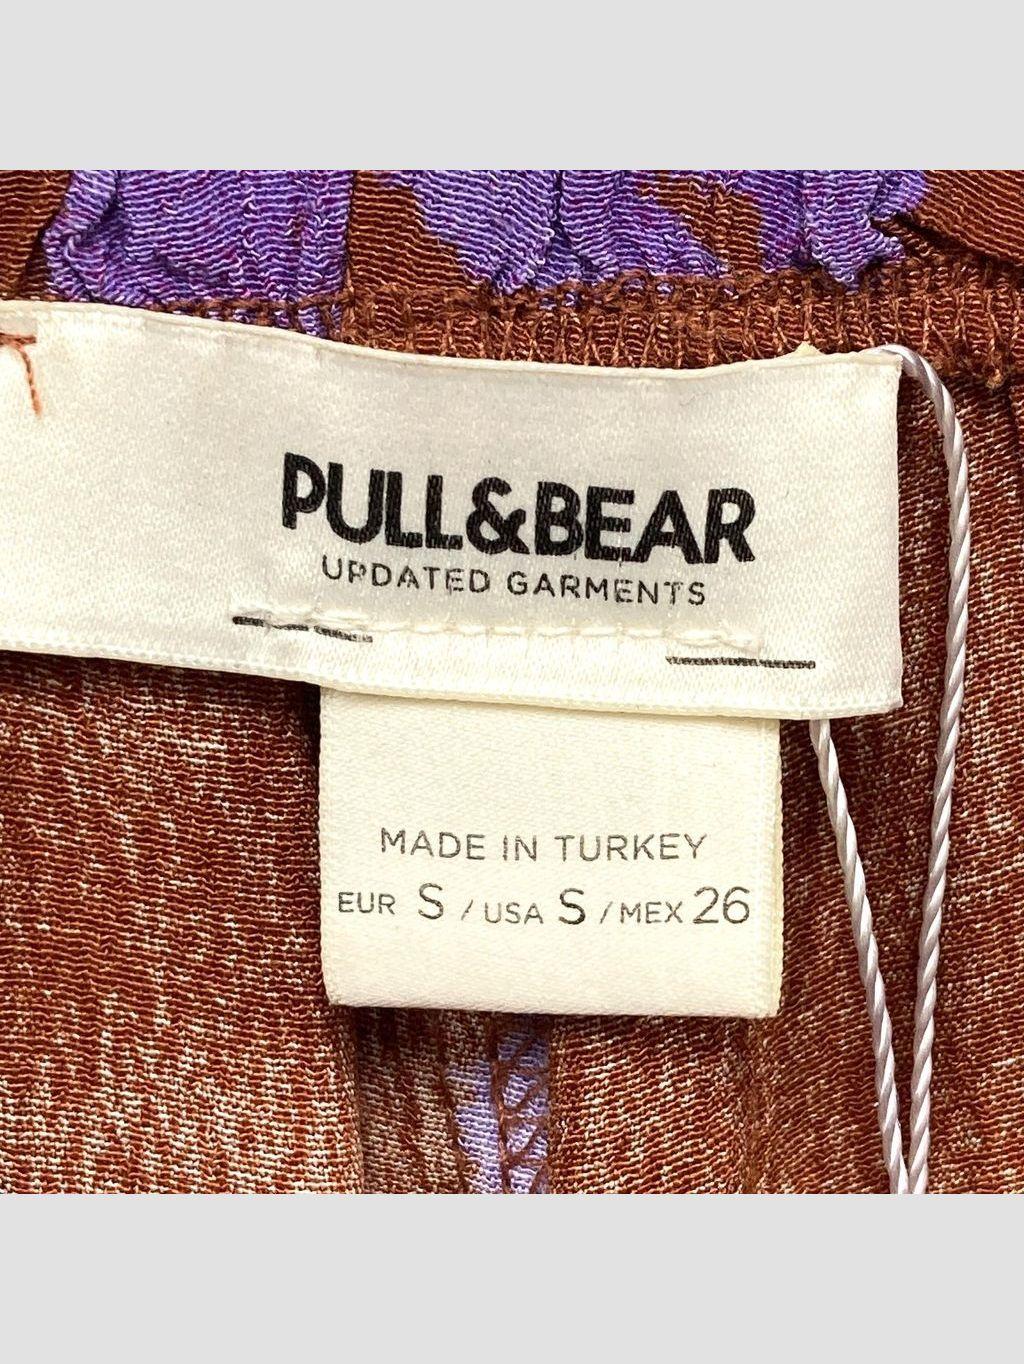 PULL&BEAR
UPDATED GARMENTS
MADE IN TURKEY
EUR S / USA S / MEX 26